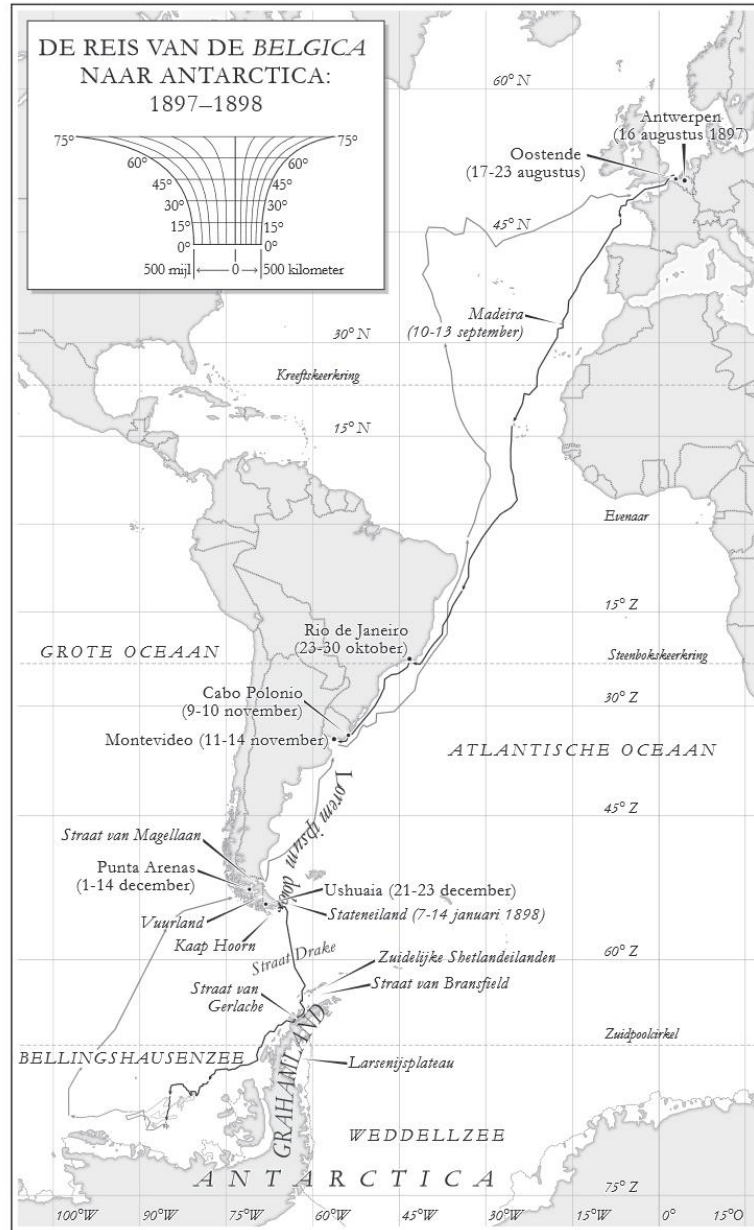 DE REIS VAN DE BELGICA
NAAR ANTARCTICA:
1897–1898
75° 75°
60° 60°
45° 45°
30° 30°
15° 15°
0° 0°
500 mijl 0 500 kilometer
60° N
Antwerpen
(16 augustus 1897)
Oostende
(17-23 augustus)
45° N
Madeira
(10-13 september)
30° N
Kreeftskeerkring
15° N
Evenaar
15° Z
Rio de Janeiro
(23-30 oktober)
GROTE OCEAAN
Steenbokskeerkring
Cabo Polonio
(9-10 november)
30° Z
Montevideo (11-14 november)
ATLANTISCHE OCEAAN
Lorem ipsum door
45° Z
Straat van Magellaan
Punta Arenas
(1-14 december)
Ushuaia (21-23 december)
Vuurland
Stateneiland (7-14 januari 1898)
Kaap Hoorn
Straat Drake
60° Z
Zuidelijke Shetlandeilanden
Straat van
Gerlache
Straat van Bransfield
Zuidpoolcirkel
BELLINGSHAUSENZEE
GRAHAMLAND
Larsenijsplateau
WEDDELLZEE
ANTARCTICA
75° Z
100°W 90°W 75°W 60°W 45°W 30°W 15°W 0° 15°O